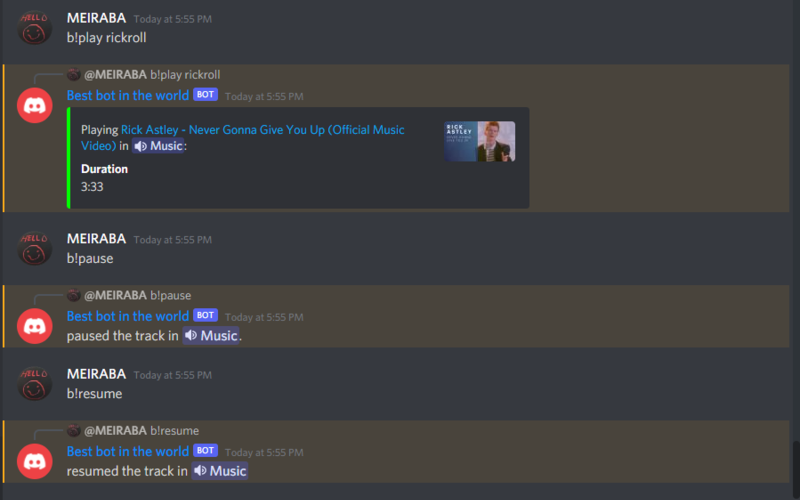 MEIRABA Today at 5:55 PM
b!play rickroll
@MEIRABA b!play rickroll
Best bot in the world BOT Today at 5:55 PM
Playing Rick Astley - Never Gonna Give You Up (Official Music
Video) in Music:
RICK
ASTLEY
Duration
3:33
MEIRABA Today at 5:55 PM
b!pause
@MEIRABA b!pause
Best bot in the world BOT Today at 5:55 PM
paused the track in Music.
MEIRABA Today at 5:55 PM
b!resume
@MEIRABA b!resume
Best bot in the world BOT Today at 5:55 PM
resumed the track in Music